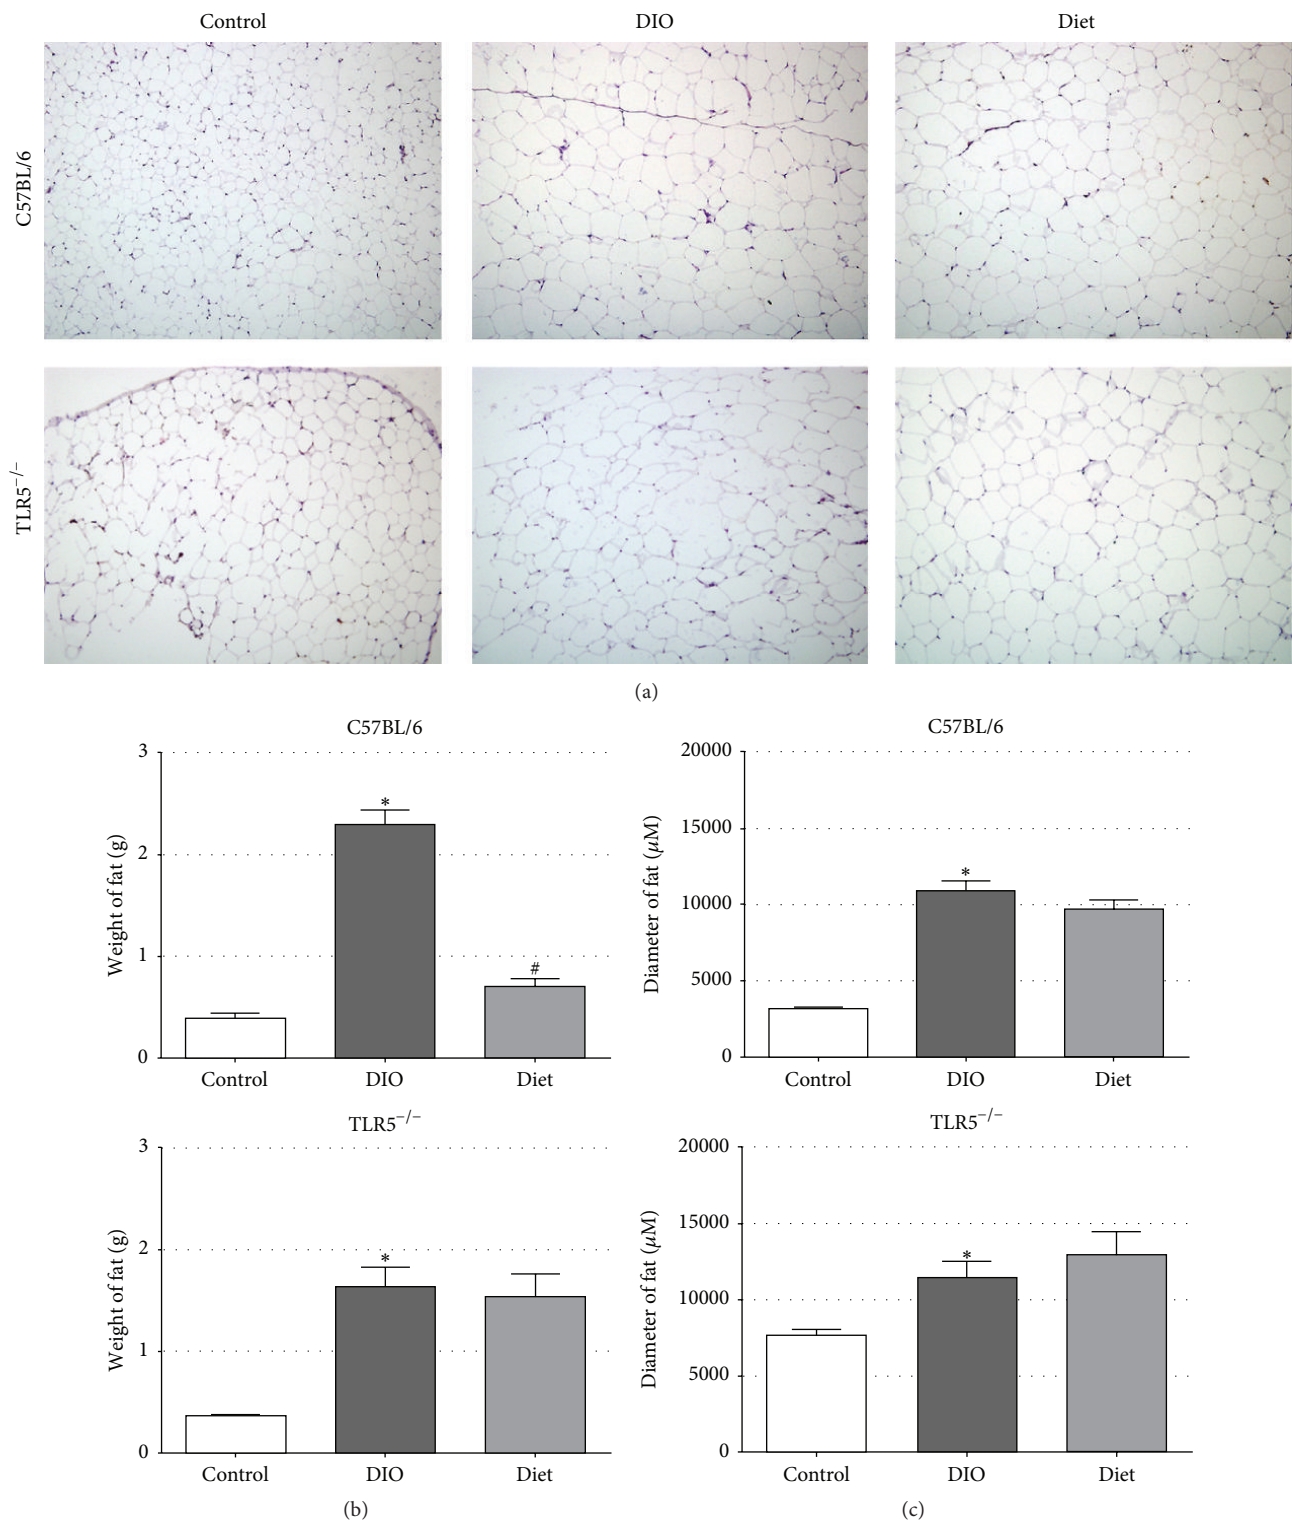 Control DIO Diet
C57BL/6
TLR5−/−
(a)
C57BL/6
3
2
1
0
Weight of fat (g)
*
#
Control DIO Diet
C57BL/6
20000
15000
10000
5000
0
Diameter of fat (μM)
*
Control DIO Diet
TLR5−/−
3
2
1
0
Weight of fat (g)
*
Control DIO Diet
(b)
TLR5−/−
20000
15000
10000
5000
0
Diameter of fat (μM)
*
Control DIO Diet
(c)